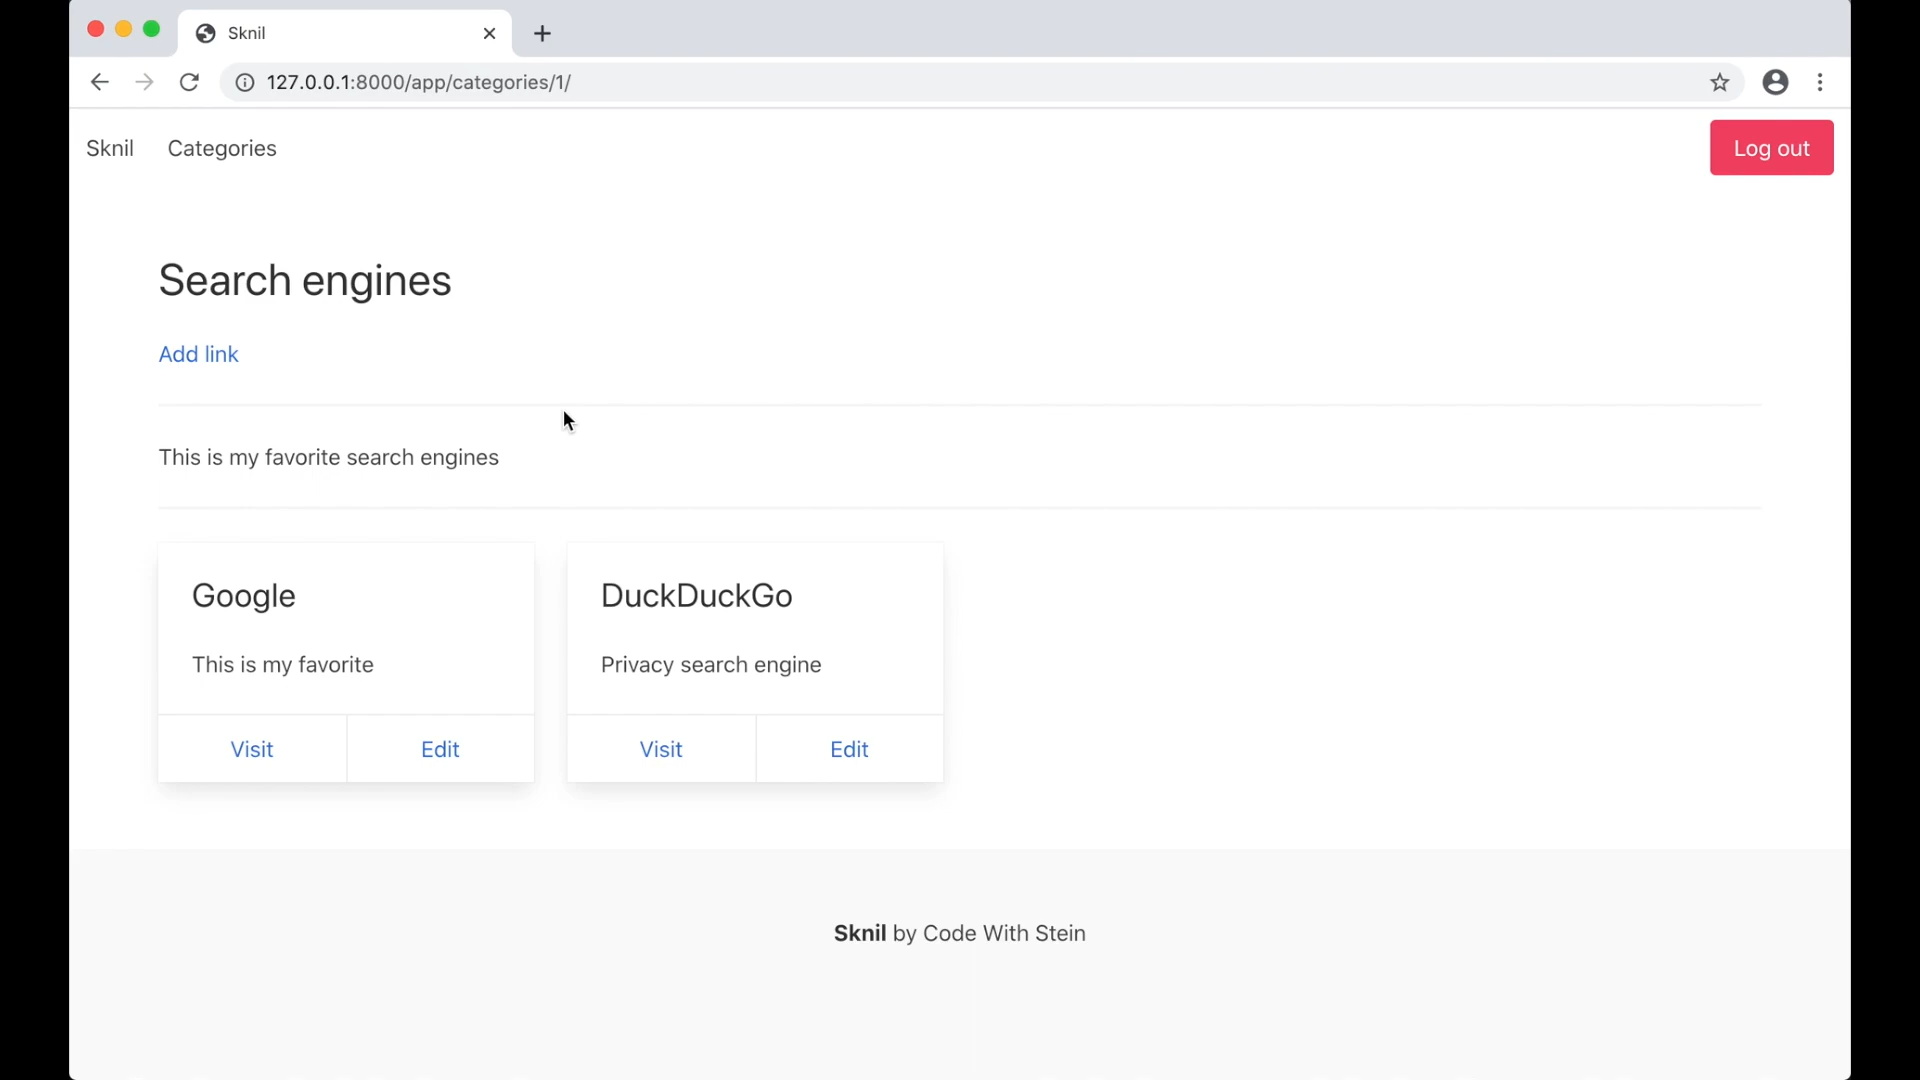 Sknil
127.0.0.1:8000/app/categories/1/
Sknil Categories Log out
Search engines
Add link
This is my favorite search engines
Google
This is my favorite
Visit Edit
DuckDuckGo
Privacy search engine
Visit Edit
Sknil by Code With Stein